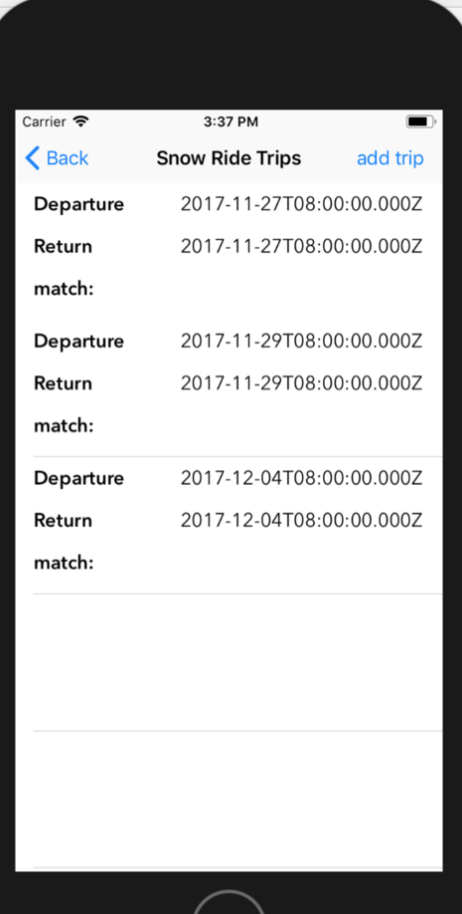 Carrier 3:37 PM
Back Snow Ride Trips add trip
Departure 2017-11-27T08:00:00.000Z
Return 2017-11-27T08:00:00.000Z
match:
Departure 2017-11-29T08:00:00.000Z
Return 2017-11-29T08:00:00.000Z
match:
Departure 2017-12-04T08:00:00.000Z
Return 2017-12-04T08:00:00.000Z
match: